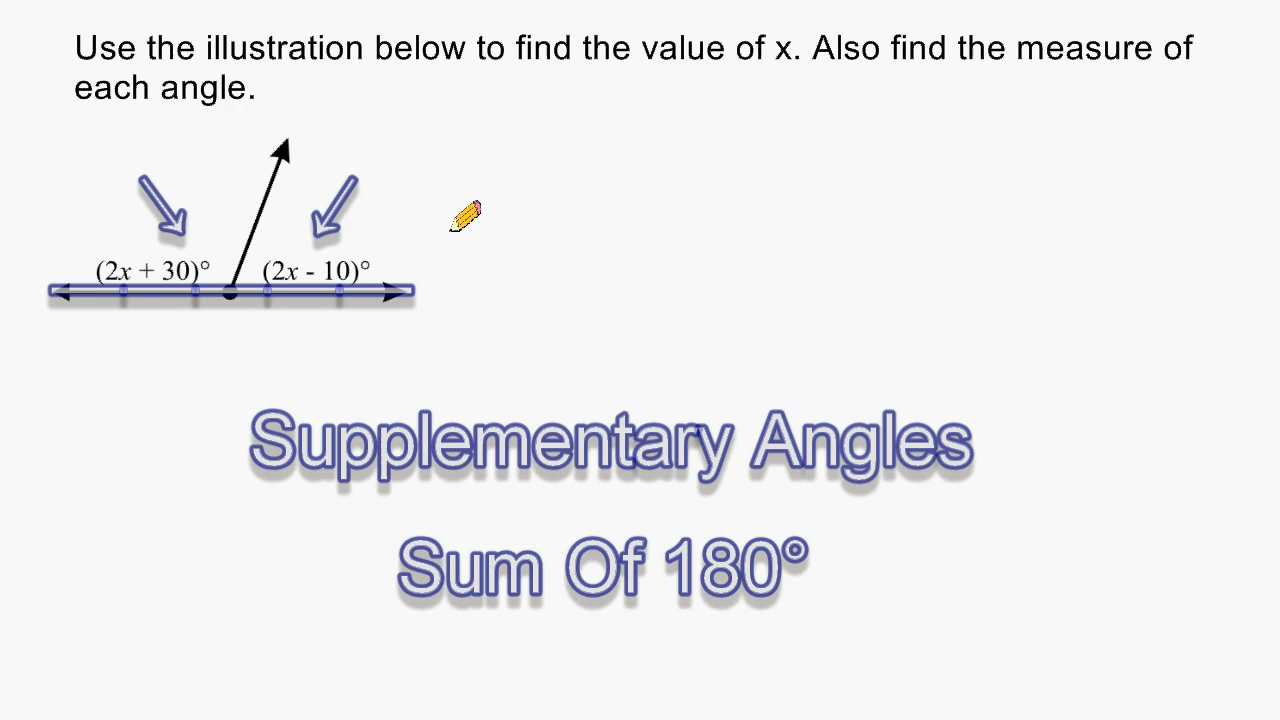 Use the illustration below to find the value of x. Also find the measure of
each angle.
(2x + 30)° (2x - 10)°
Supplementary Angles
Sum Of 180°